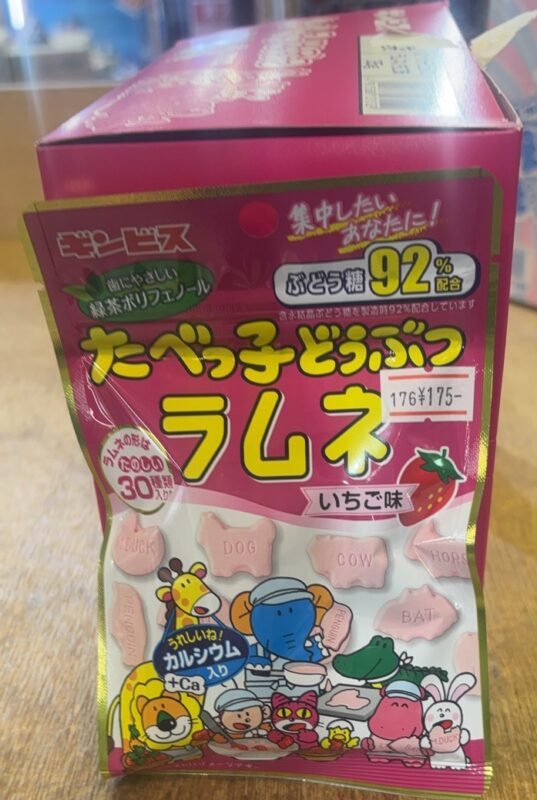 ギンビス
集中したい
あなたに!
歯にやさしい
緑茶ポリフェノール
ぶどう糖92%配合
含水結晶ぶどう糖を製造時92%配合しています
たべっ子どうぶつ
ラムネ
176¥175-
ラムネの形は
たのしい
30種類
入り
いちご味
DUCK
DOG
COW
HORS
PENGUIN
PENGUIN
BAT
うれしいね!
カルシウム
+Ca
入り
DUCK